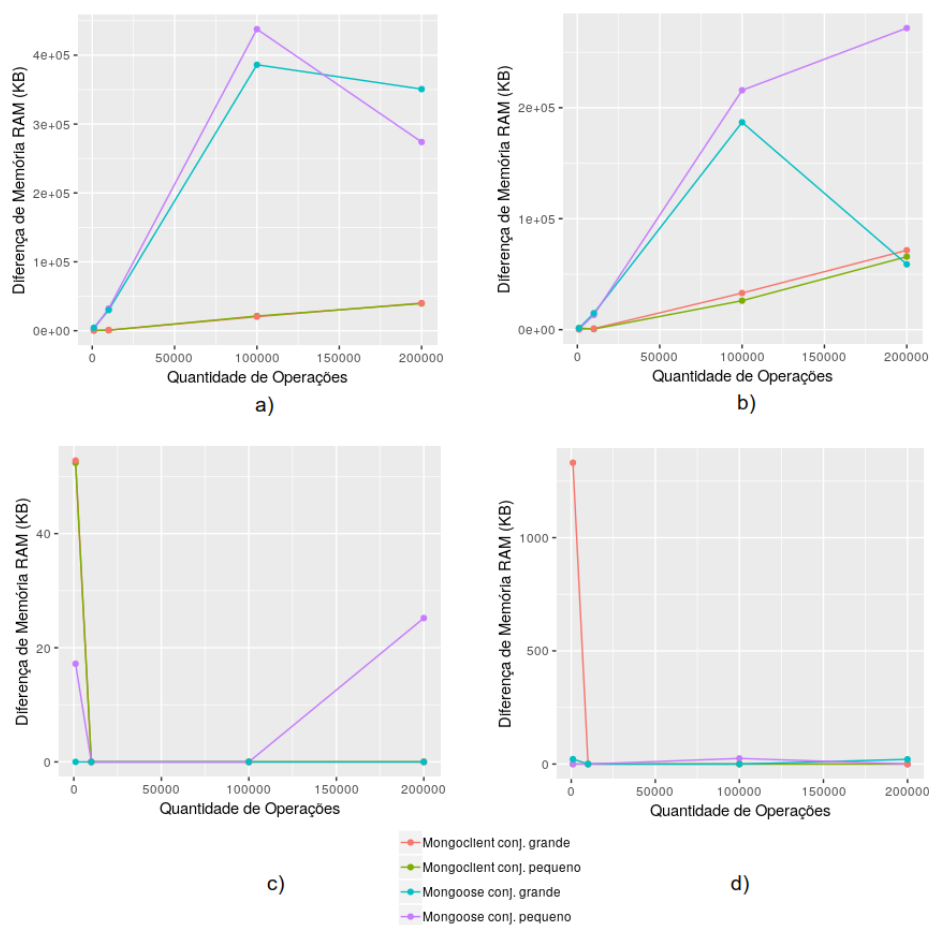 Diferença de Memória RAM (KB)
4e+05
3e+05
2e+05
1e+05
0e+00
0 50000 100000 150000 200000
Quantidade de Operações
a)
Diferença de Memória RAM (KB)
2e+05
1e+05
0e+00
0 50000 100000 150000 200000
Quantidade de Operações
b)
Diferença de Memória RAM (KB)
40
20
0
0 50000 100000 150000 200000
Quantidade de Operações
c)
Diferença de Memória RAM (KB)
1000
500
0
0 50000 100000 150000 200000
Quantidade de Operações
d)
Mongoclient conj. grande
Mongoclient conj. pequeno
Mongoose conj. grande
Mongoose conj. pequeno